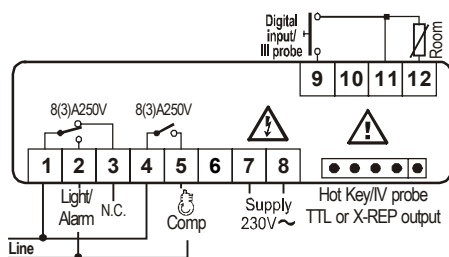 Digital
input/
III probe
Room
9 10 11 12
8(3)A250V 8(3)A250V
1 2 3 4 5 6 7 8
Light/
Alarm
N.C.
Comp
Supply
230V~
Hot Key/IV probe
TTL or X-REP output
Line